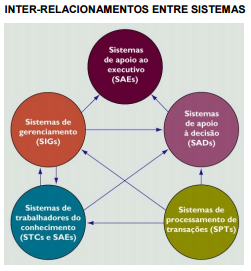 INTER-RELACIONAMENTOS ENTRE SISTEMAS
Sistemas
de apoio ao
executivo
(SAEs)
Sistemas de
gerenciamento
(SIGs)
Sistemas
de apoio
à decisão
(SADs)
Sistemas de
trabalhadores do
conhecimento
(STCs e SAEs)
Sistemas de
processamento de
transações (SPTs)